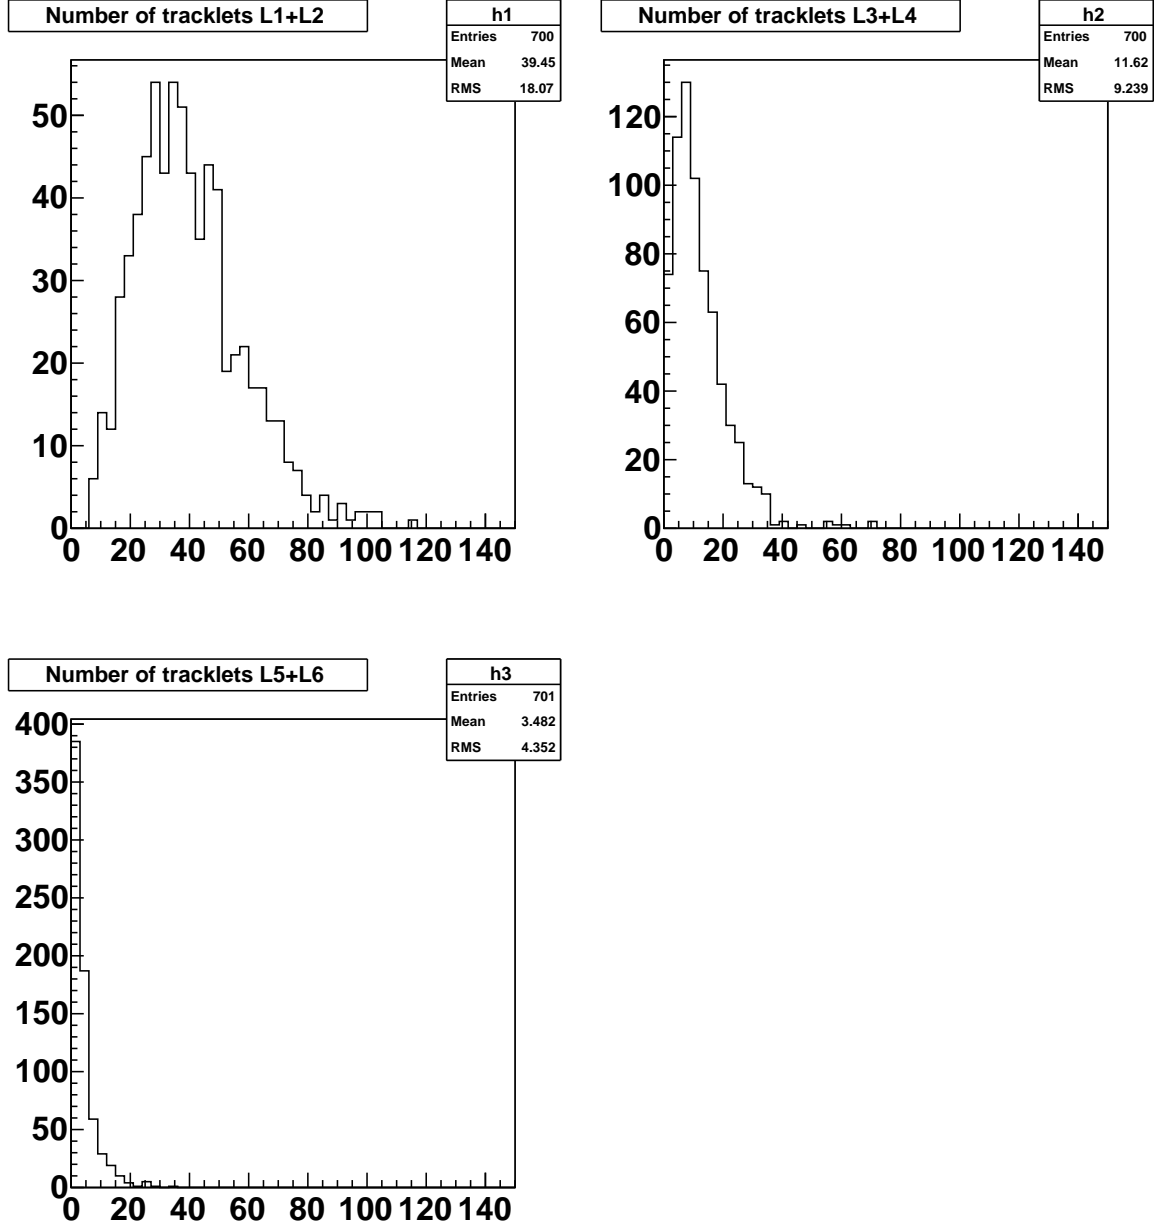 Number of tracklets L1+L2
h1
Entries 700
Mean 39.45
RMS 18.07
50
40
30
20
10
0
0 20 40 60 80 100 120 140
Number of tracklets L3+L4
h2
Entries 700
Mean 11.62
RMS 9.239
120
100
80
60
40
20
0
0 20 40 60 80 100 120 140
Number of tracklets L5+L6
h3
Entries 701
Mean 3.482
RMS 4.352
400
350
300
250
200
150
100
50
0
0 20 40 60 80 100 120 140